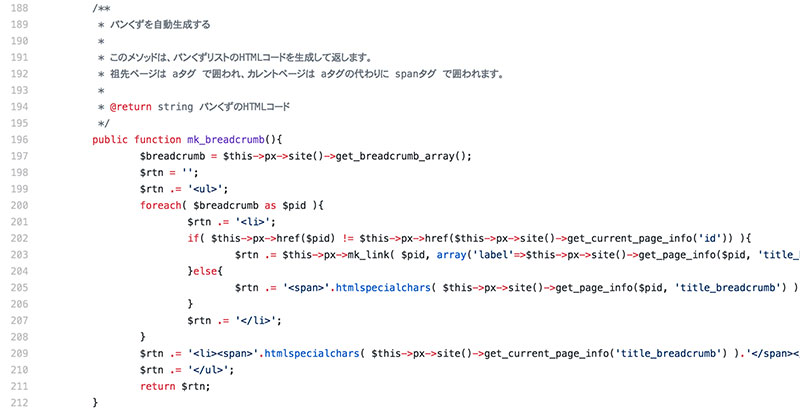 188 /**
189 * パンくずを自動生成する
190 *
191 * このメソッドは、パンくずリストのHTMLコードを生成して返します。
192 * 祖先ページは aタグ で囲われ、カレントページは aタグの代わりに spanタグ で囲われます。
193 *
194 * @return string パンくずのHTMLコード
195 */
196 public function mk_breadcrumb(){
197 $breadcrumb = $this->px->site()->get_breadcrumb_array();
198 $rtn = '';
199 $rtn .= '<ul>';
200 foreach( $breadcrumb as $pid ){
201 $rtn .= '<li>';
202 if( $this->px->href($pid) != $this->px->href($this->px->site()->get_current_page_info('id')) ){
203 $rtn .= $this->px->mk_link( $pid, array('label'=>$this->px->site()->get_page_info($pid, 'title_
204 }else{
205 $rtn .= '<span>'.htmlspecialchars( $this->px->site()->get_page_info($pid, 'title_breadcrumb') )
206 }
207 $rtn .= '</li>';
208 }
209 $rtn .= '<li><span>'.htmlspecialchars( $this->px->site()->get_current_page_info('title_breadcrumb') ).'</span><
210 $rtn .= '</ul>';
211 return $rtn;
212 }